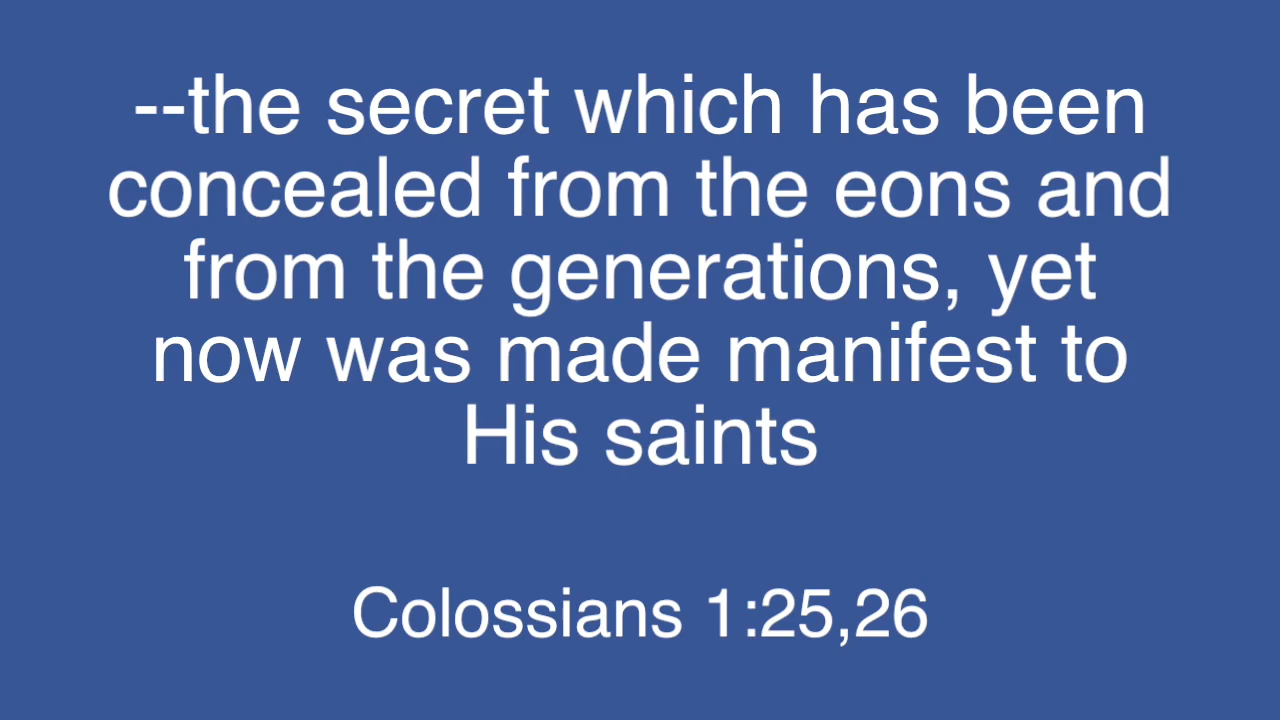 --the secret which has been
concealed from the eons and
from the generations, yet
now was made manifest to
His saints
Colossians 1:25,26